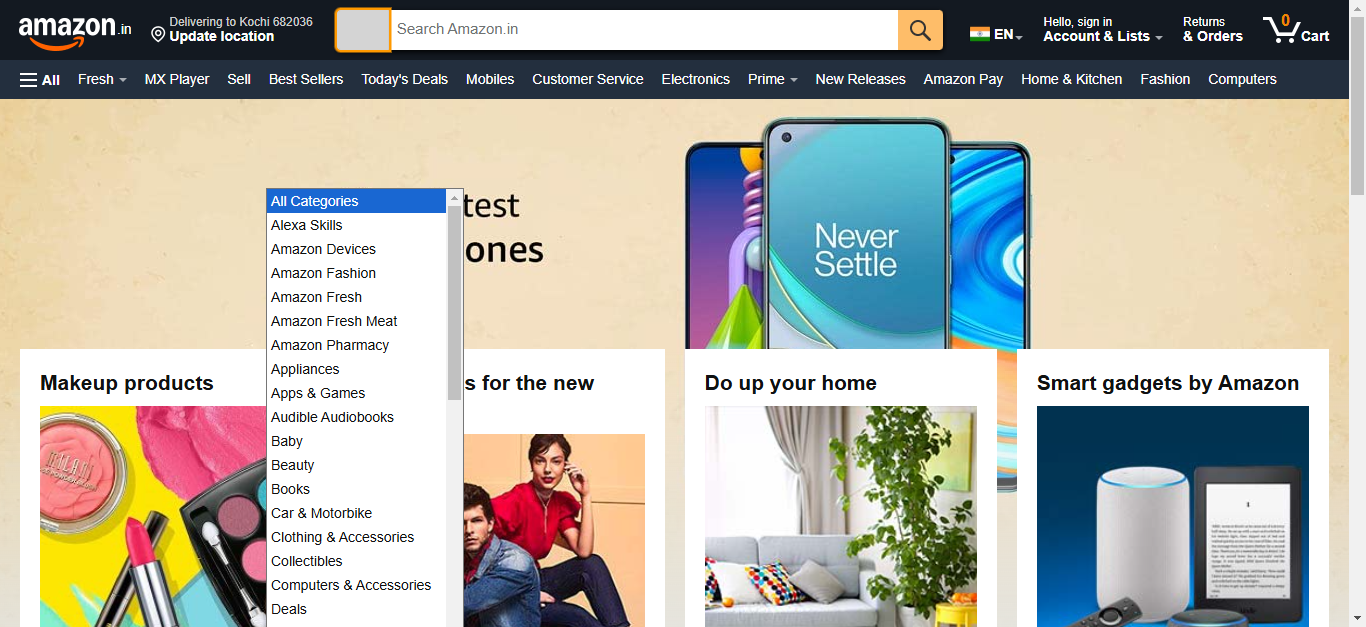 amazon.in
Delivering to Kochi 682036
Update location
Search Amazon.in
EN
Hello, sign in
Account & Lists
Returns
& Orders
0
Cart
All
Fresh
MX Player
Sell
Best Sellers
Today's Deals
Mobiles
Customer Service
Electronics
Prime
New Releases
Amazon Pay
Home & Kitchen
Fashion
Computers
test
ones
Never
Settle
All Categories
Alexa Skills
Amazon Devices
Amazon Fashion
Amazon Fresh
Amazon Fresh Meat
Amazon Pharmacy
Appliances
Apps & Games
Audible Audiobooks
Baby
Beauty
Books
Car & Motorbike
Clothing & Accessories
Collectibles
Computers & Accessories
Deals
Makeup products
MILANI
s for the new
Do up your home
Smart gadgets by Amazon